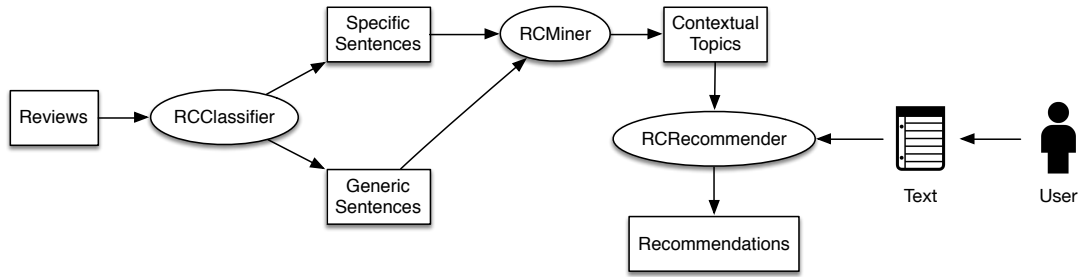 Specific
Sentences
RCMiner
Contextual
Topics
Reviews
RCClassifier
RCRecommender
Generic
Sentences
Text
User
Recommendations